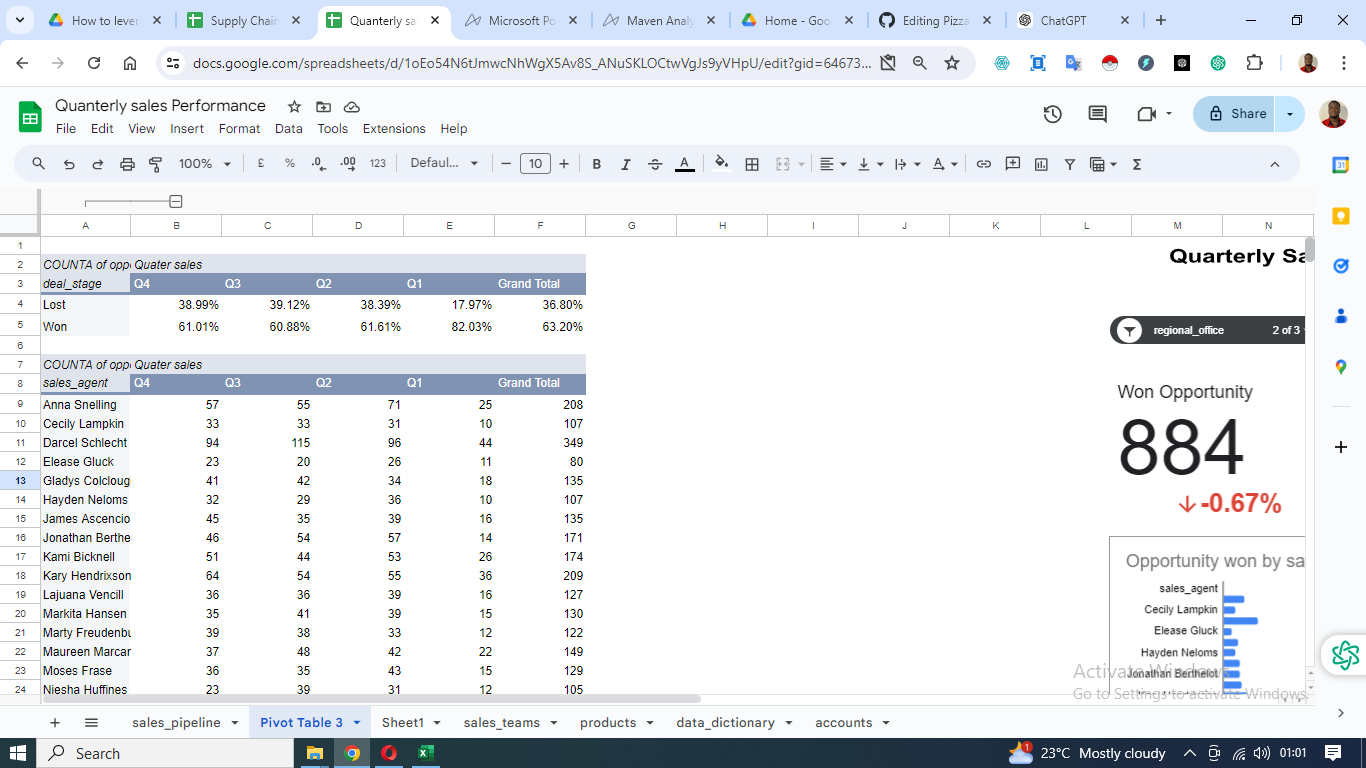 How to lever
Supply Chain
Quanterly sa
Microsoft Po
Maven Analy
Home - Goo
Editing Pizza
ChatGPT
docs.google.com/spreadsheets/d/1oEo54N6tJmwcNhWgX5Av8S_ANuSKLOCtwVgJs9yVHpU/edit?gid=64673...
Quanterly sales Performance
File Edit View Insert Format Data Tools Extensions Help
Share
100% £ % .0 .00 123 Defaul... 10 B I A
A B C D E F G H I J K L M N
1 Quarterly Sa
2 COUNTA of opp Quater sales
3 deal_stage Q4 Q3 Q2 Q1 Grand Total
4 Lost 38.99% 39.12% 38.39% 17.97% 36.80%
5 Won 61.01% 60.88% 61.61% 82.03% 63.20%
regional_office 2 of 3
6
7 COUNTA of opp Quater sales
8 sales_agent Q4 Q3 Q2 Q1 Grand Total
9 Anna Snelling 57 55 71 25 208
10 Cecily Lampkin 33 33 31 10 107
11 Darcel Schlecht 94 115 96 44 349
12 Elease Gluck 23 20 26 11 80
13 Gladys Colcloug 41 42 34 18 135
14 Hayden Neloms 32 29 36 10 107
15 James Ascencio 45 35 39 16 135
16 Jonathan Berthe 46 54 57 14 171
17 Kami Bicknell 51 44 53 26 174
18 Kary Hendrixson 64 54 55 36 209
19 Lajuana Vencill 36 36 39 16 127
20 Markita Hansen 35 41 39 15 130
21 Marty Freudenbu 39 38 33 12 122
22 Maureen Marcar 37 48 42 22 149
23 Moses Frase 36 35 43 15 129
24 Niesha Huffines 23 39 31 12 105
Won Opportunity
884
-0.67%
Opportunity won by sa
sales_agent
Cecily Lampkin
Elease Gluck
Hayden Neloms
Jonathan Berthelot
Activate Windows
Go to Settings to activate Windows.
sales_pipeline Pivot Table 3 Sheet1 sales_teams products data_dictionary accounts
Search
1
23°C Mostly cloudy
01:01